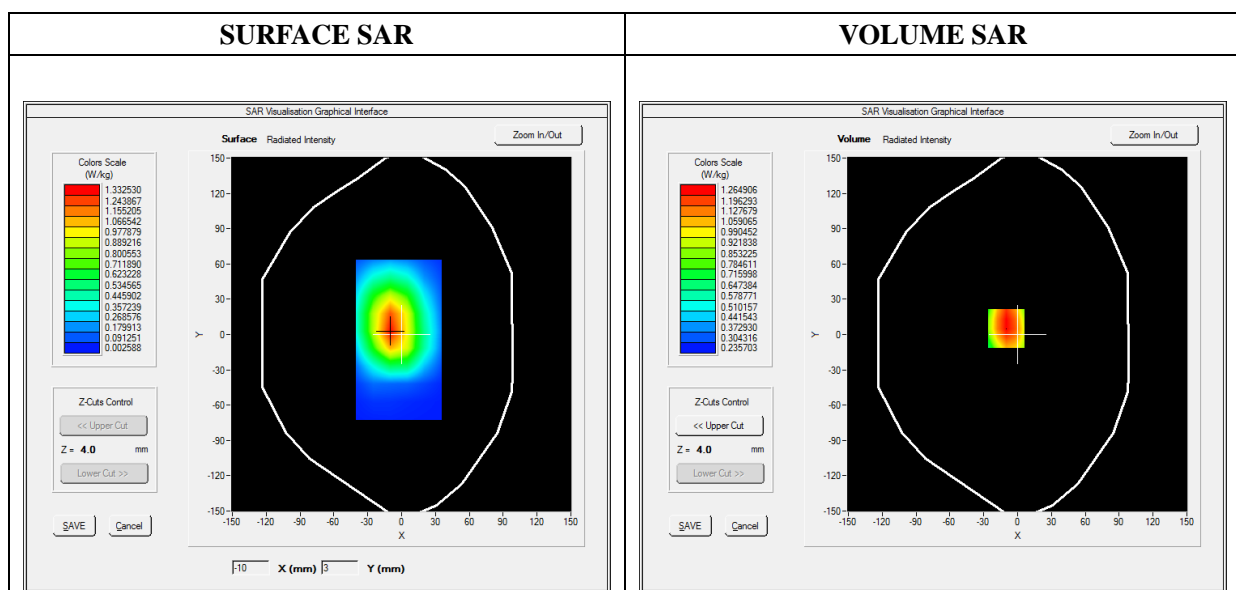 SURFACE SAR
VOLUME SAR
SAR Visualisation Graphical Interface
Surface Radiated Intensity
Zoom In/Out
Colors Scale
(W/kg)
1.332530
1.243867
1.155205
1.066542
0.977879
0.889216
0.800553
0.711890
0.623228
0.534565
0.445902
0.357239
0.268576
0.179913
0.091251
0.002588
150
120
90
60
30
0
-30
-60
-90
-120
-150
Y
-150 -120 -90 -60 -30 0 30 60 90 120 150
X
Z-Cuts Control
<< Upper Cut
Z = 4.0 mm
Lower Cut >>
SAVE Cancel
-10 X (mm) 3 Y (mm)
SAR Visualisation Graphical Interface
Volume Radiated Intensity
Zoom In/Out
Colors Scale
(W/kg)
1.264906
1.196293
1.127679
1.059065
0.990452
0.921838
0.853225
0.784611
0.715998
0.647384
0.578771
0.510157
0.441543
0.372930
0.304316
0.235703
150
120
90
60
30
0
-30
-60
-90
-120
-150
Y
-150 -120 -90 -60 -30 0 30 60 90 120 150
X
Z-Cuts Control
<< Upper Cut
Z = 4.0 mm
Lower Cut >>
SAVE Cancel